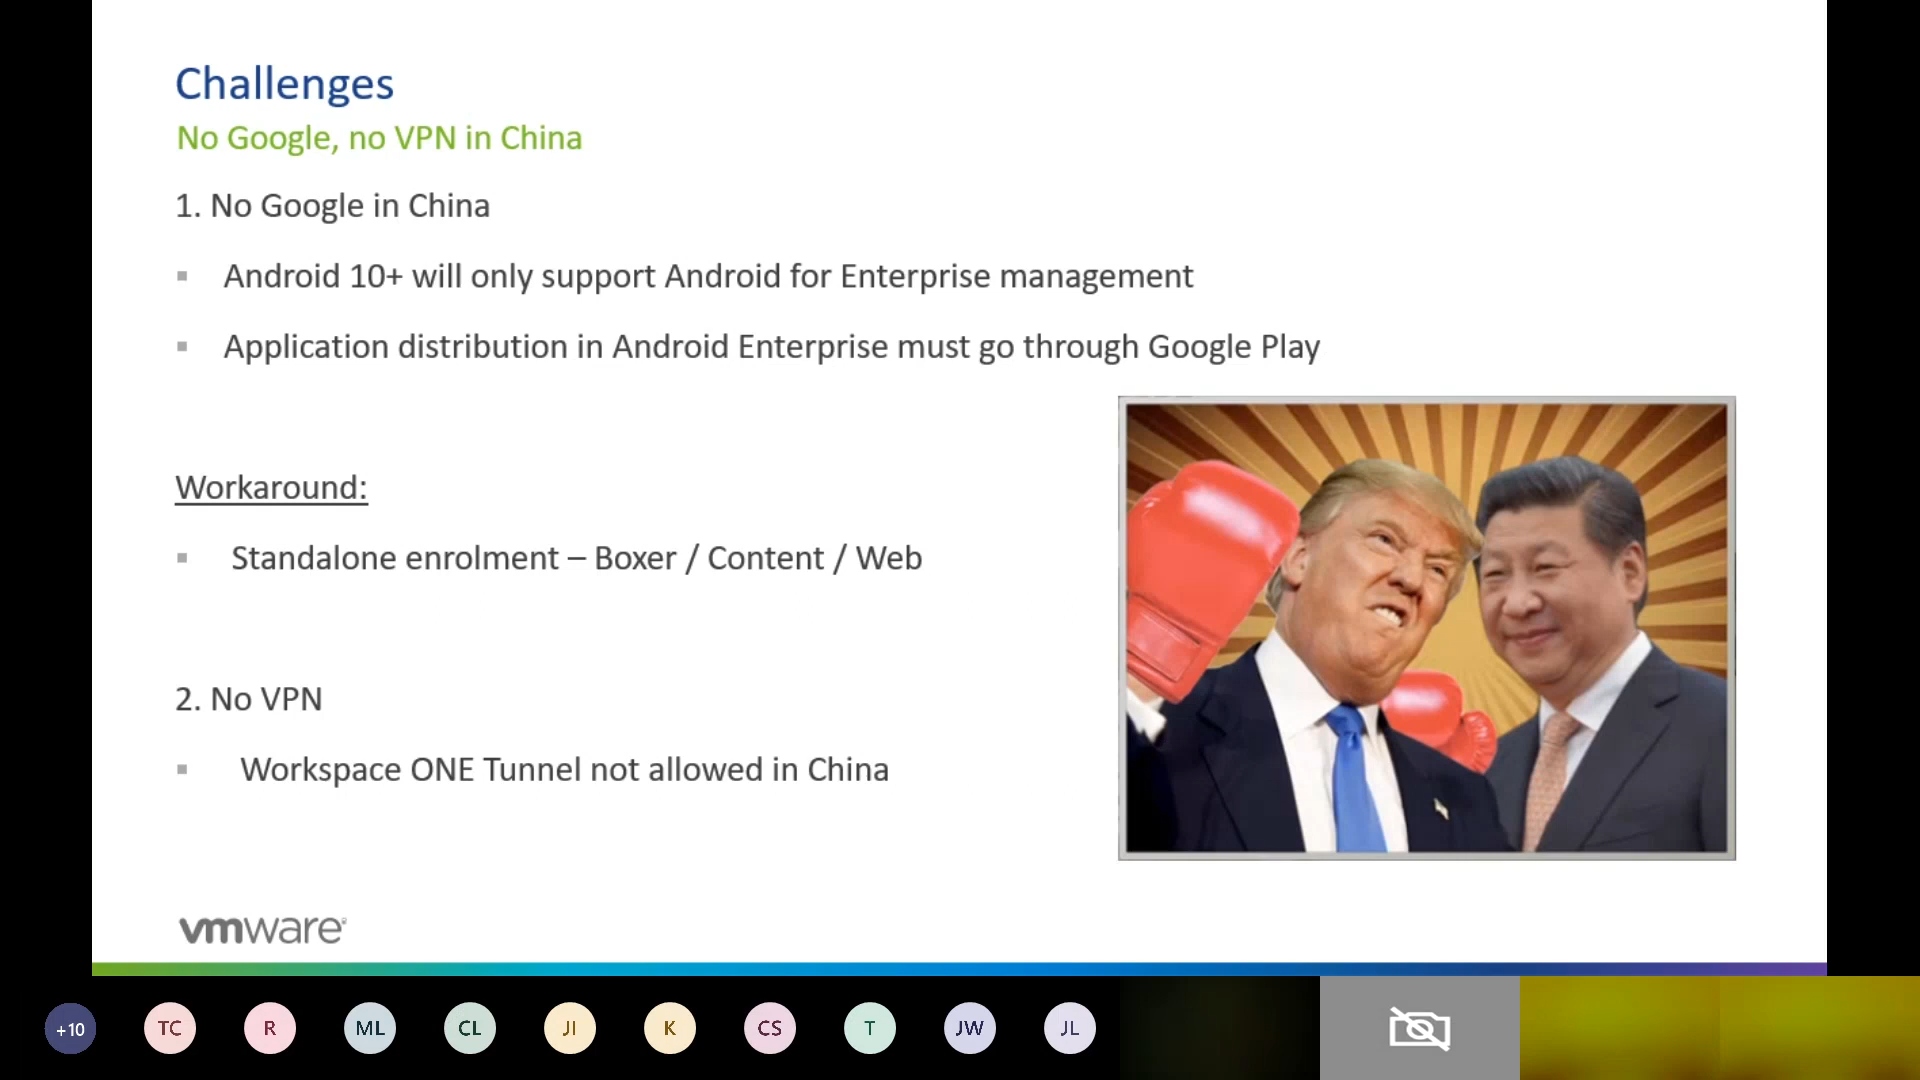 Challenges
No Google, no VPN in China
1. No Google in China
Android 10+ will only support Android for Enterprise management
Application distribution in Android Enterprise must go through Google Play
Workaround:
Standalone enrolment – Boxer / Content / Web
2. No VPN
Workspace ONE Tunnel not allowed in China
vmware®
+10
TC
R
ML
CL
JI
K
CS
T
JW
JL